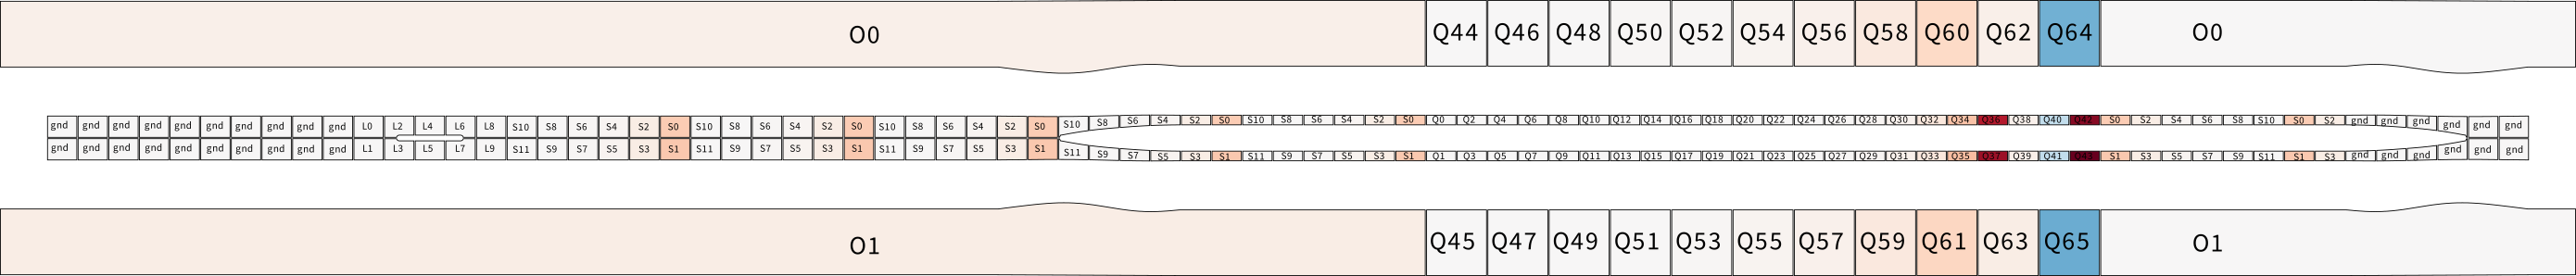 O0 Q44 Q46 Q48 Q50 Q52 Q54 Q56 Q58 Q60 Q62 Q64 O0
gnd gnd gnd gnd gnd gnd gnd gnd gnd gnd L0 L2 L4 L6 L8 S10 S8 S6 S4 S2 S0 S10 S8 S6 S4 S2 S0 S10 S8 S6 S4 S2 S0 S10 S8 S6 S4 S2 S0 S10 S8 S6 S4 S2 S0 Q0 Q2 Q4 Q6 Q8 Q10 Q12 Q14 Q16 Q18 Q20 Q22 Q24 Q26 Q28 Q30 Q32 Q34 Q36 Q38 Q40 Q42 S0 S2 S4 S6 S8 S10 S0 S2 gnd gnd gnd gnd gnd gnd
gnd gnd gnd gnd gnd gnd gnd gnd gnd gnd L1 L3 L5 L7 L9 S11 S9 S7 S5 S3 S1 S11 S9 S7 S5 S3 S1 S11 S9 S7 S5 S3 S1 S11 S9 S7 S5 S3 S1 S11 S9 S7 S5 S3 S1 Q1 Q3 Q5 Q7 Q9 Q11 Q13 Q15 Q17 Q19 Q21 Q23 Q25 Q27 Q29 Q31 Q33 Q35 Q37 Q39 Q41 Q43 S1 S3 S5 S7 S9 S11 S1 S3 gnd gnd gnd gnd gnd gnd
O1 Q45 Q47 Q49 Q51 Q53 Q55 Q57 Q59 Q61 Q63 Q65 O1